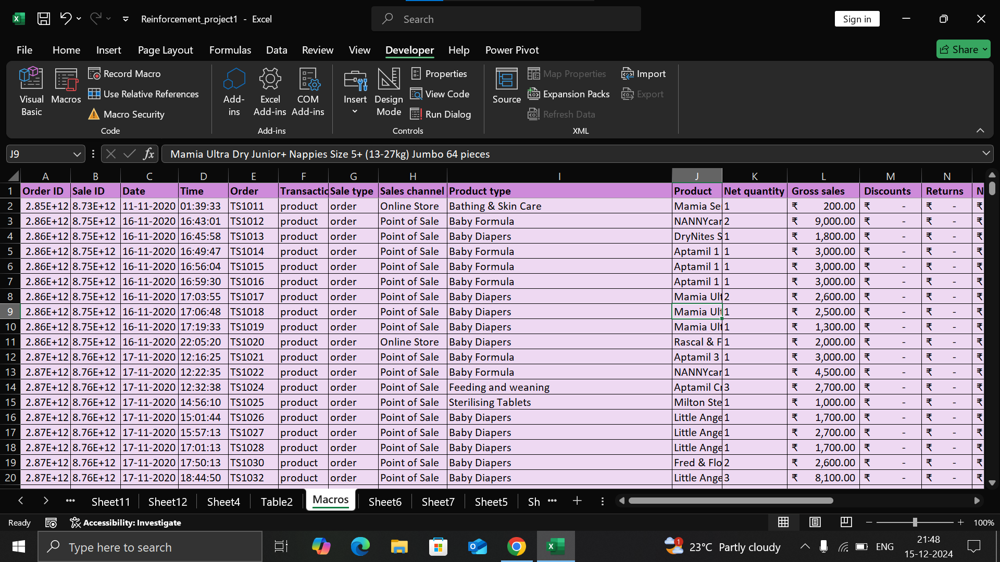 Reinforcement_project1 - Excel
Search
Sign in
File Home Insert Page Layout Formulas Data Review View Developer Help Power Pivot
Share
Visual Basic
Macros
Record Macro
Use Relative References
Macro Security
Code
Add-ins
Excel Add-ins
COM Add-ins
Add-ins
Insert
Design Mode
Properties
View Code
Run Dialog
Controls
Source
Map Properties
Expansion Packs
Refresh Data
Import
Export
XML
J9
fx
Mamia Ultra Dry Junior+ Nappies Size 5+ (13-27kg) Jumbo 64 pieces
A B C D E F G H I J K L M N
1 Order ID Sale ID Date Time Order Transactio Sale type Sales channel Product type Product Net quantity Gross sales Discounts Returns N
2 2.85E+12 8.73E+12 11-11-2020 01:39:33 TS1011 product order Online Store Bathing & Skin Care Mamia Se 1 ₹ 200.00 ₹ - ₹ - ₹
3 2.86E+12 8.75E+12 16-11-2020 16:43:01 TS1012 product order Point of Sale Baby Formula NANNYcar 2 ₹ 9,000.00 ₹ - ₹ - ₹
4 2.86E+12 8.75E+12 16-11-2020 16:45:58 TS1013 product order Point of Sale Baby Diapers DryNites S 1 ₹ 1,800.00 ₹ - ₹ - ₹
5 2.86E+12 8.75E+12 16-11-2020 16:49:47 TS1014 product order Point of Sale Baby Formula Aptamil 1 1 ₹ 3,000.00 ₹ - ₹ - ₹
6 2.86E+12 8.75E+12 16-11-2020 16:56:04 TS1015 product order Point of Sale Baby Formula Aptamil 1 1 ₹ 3,000.00 ₹ - ₹ - ₹
7 2.86E+12 8.75E+12 16-11-2020 16:59:30 TS1016 product order Point of Sale Baby Formula Aptamil 1 1 ₹ 3,000.00 ₹ - ₹ - ₹
8 2.86E+12 8.75E+12 16-11-2020 17:03:55 TS1017 product order Point of Sale Baby Diapers Mamia Ult 2 ₹ 2,600.00 ₹ - ₹ - ₹
9 2.86E+12 8.75E+12 16-11-2020 17:06:48 TS1018 product order Point of Sale Baby Diapers Mamia Ult 1 ₹ 2,500.00 ₹ - ₹ - ₹
10 2.86E+12 8.75E+12 16-11-2020 17:19:33 TS1019 product order Point of Sale Baby Diapers Mamia Ult 1 ₹ 1,300.00 ₹ - ₹ - ₹
11 2.86E+12 8.75E+12 16-11-2020 22:05:20 TS1020 product order Online Store Baby Diapers Rascal & F 1 ₹ 2,000.00 ₹ - ₹ - ₹
12 2.87E+12 8.76E+12 17-11-2020 12:16:25 TS1021 product order Point of Sale Baby Formula Aptamil 3 1 ₹ 3,000.00 ₹ - ₹ - ₹
13 2.87E+12 8.76E+12 17-11-2020 12:22:35 TS1022 product order Point of Sale Baby Formula NANNYcar 1 ₹ 4,500.00 ₹ - ₹ - ₹
14 2.87E+12 8.76E+12 17-11-2020 12:32:38 TS1024 product order Point of Sale Feeding and weaning Aptamil Cr 3 ₹ 2,700.00 ₹ - ₹ - ₹
15 2.87E+12 8.76E+12 17-11-2020 14:56:10 TS1025 product order Point of Sale Sterilising Tablets Milton Ste 1 ₹ 1,000.00 ₹ - ₹ - ₹
16 2.87E+12 8.76E+12 17-11-2020 15:01:44 TS1026 product order Point of Sale Baby Diapers Little Ange 1 ₹ 1,700.00 ₹ - ₹ - ₹
17 2.87E+12 8.76E+12 17-11-2020 15:57:13 TS1027 product order Point of Sale Baby Diapers Little Ange 1 ₹ 2,700.00 ₹ - ₹ - ₹
18 2.87E+12 8.76E+12 17-11-2020 17:01:13 TS1028 product order Point of Sale Baby Diapers Little Ange 1 ₹ 1,700.00 ₹ - ₹ - ₹
19 2.87E+12 8.76E+12 17-11-2020 17:50:13 TS1030 product order Point of Sale Baby Diapers Fred & Flo 2 ₹ 2,600.00 ₹ - ₹ - ₹
20 2.87E+12 8.76E+12 17-11-2020 18:44:50 TS1032 product order Point of Sale Baby Diapers Little Ange 3 ₹ 8,100.00 ₹ - ₹ - ₹
Sheet11 Sheet12 Sheet4 Table2 Macros Sheet6 Sheet7 Sheet5 Sh
Ready Accessibility: Investigate 100%
Type here to search
1 23°C Partly cloudy
ENG
21:48
15-12-2024